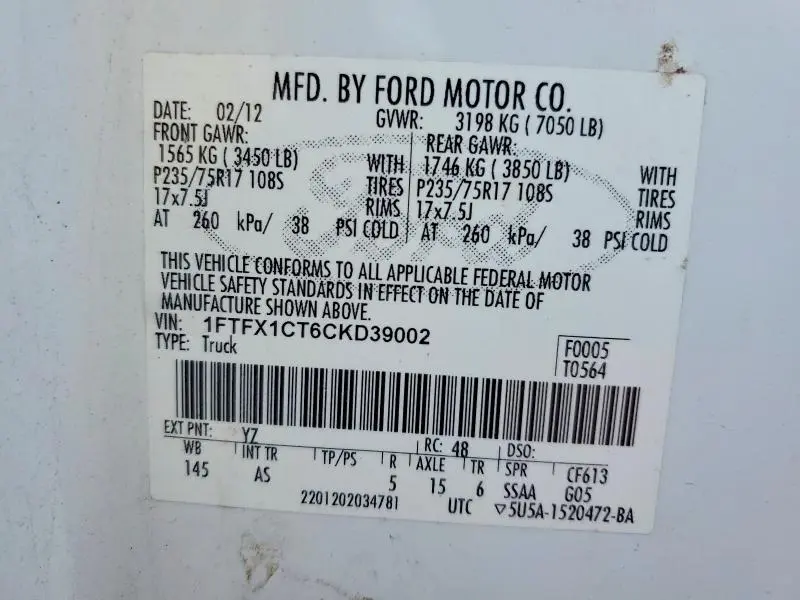 MFD. BY FORD MOTOR CO.
DATE: 02/12 GVWR: 3198 KG ( 7050 LB)
FRONT GAWR: REAR GAWR:
1565 KG ( 3450 LB) WITH 1746 KG ( 3850 LB) WITH
P235/75R17 108S TIRES P235/75R17 108S TIRES
17x7.5J RIMS 17x7.5J RIMS
AT 260 kPa/ 38 PSI COLD AT 260 kPa/ 38 PSI COLD
THIS VEHICLE CONFORMS TO ALL APPLICABLE FEDERAL MOTOR
VEHICLE SAFETY STANDARDS IN EFFECT ON THE DATE OF
MANUFACTURE SHOWN ABOVE.
VIN: 1FTFX1CT6CKD39002
TYPE: Truck
F0005
T0564
EXT PNT: YZ RC: 48 DSO:
WB INT TR TP/PS R AXLE TR SPR CF613
145 AS 5 15 6 SSAA G05
2201202034781 UTC ▽5U5A-1520472-BA